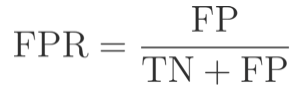 FPR = FP / (TN + FP)